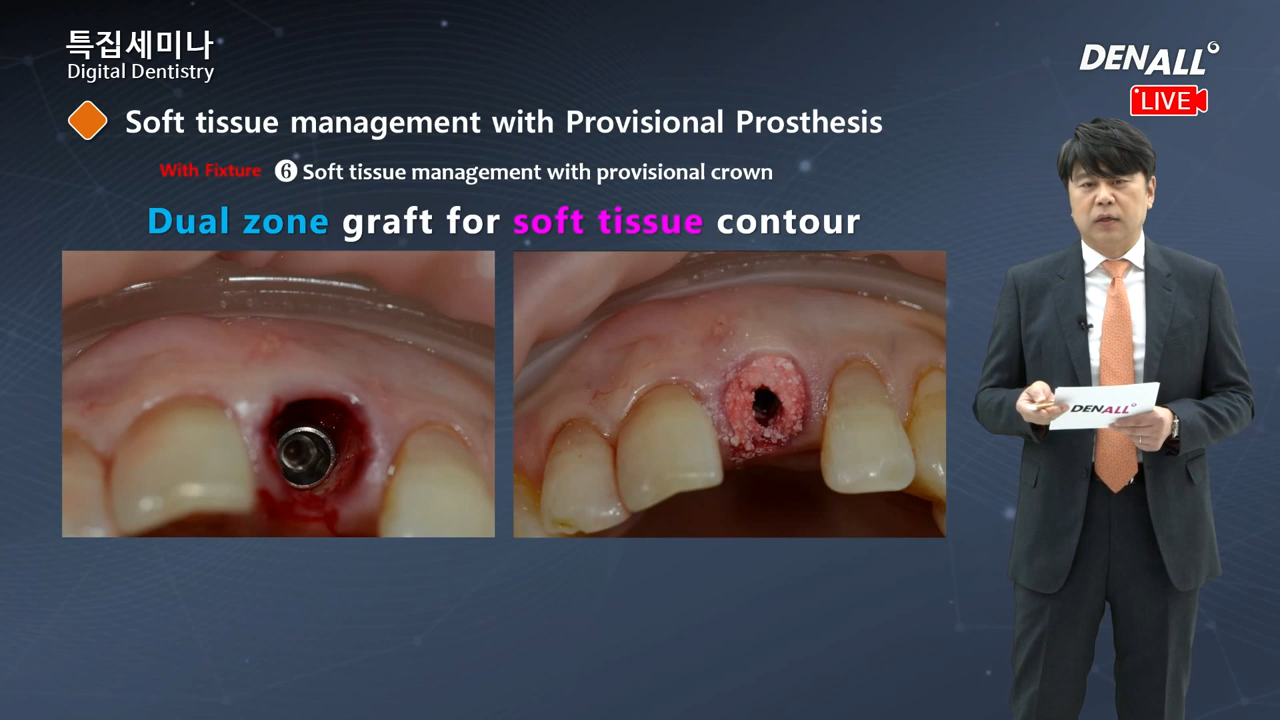 특집세미나
Digital Dentistry
DENALL
LIVE
Soft tissue management with Provisional Prosthesis
With Fixture ❻ Soft tissue management with provisional crown
Dual zone graft for soft tissue contour
DENALL